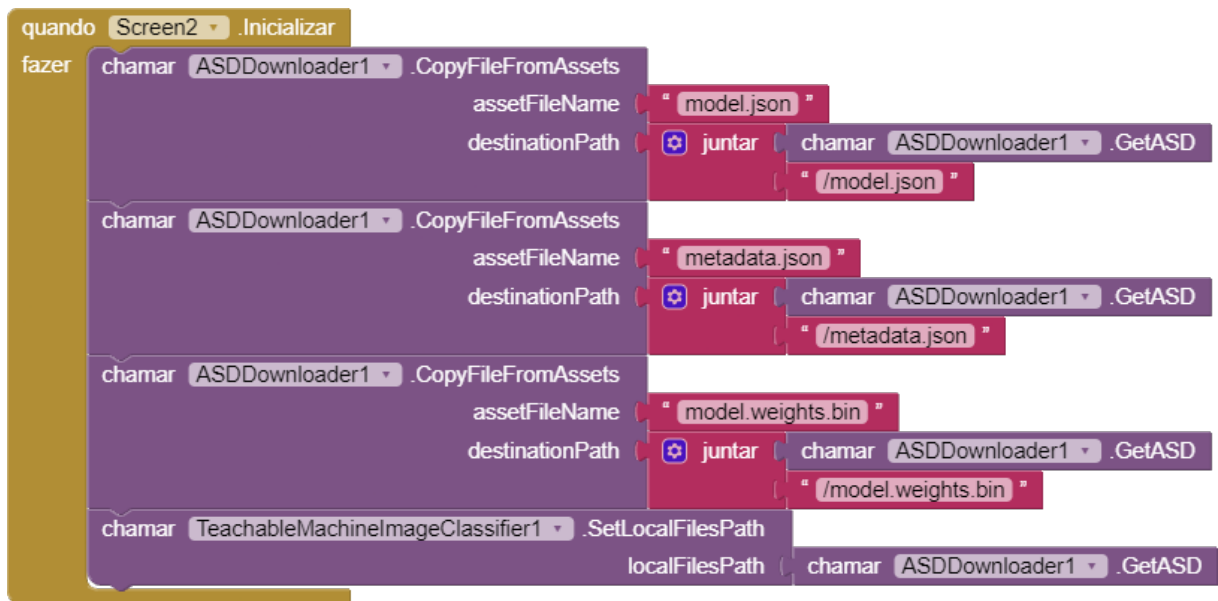 quando Screen2 .Inicializar
fazer chamar ASDDownloader1 .CopyFileFromAssets
assetFileName " model.json "
destinationPath juntar chamar ASDDownloader1 .GetASD
" /model.json "
chamar ASDDownloader1 .CopyFileFromAssets
assetFileName " metadata.json "
destinationPath juntar chamar ASDDownloader1 .GetASD
" /metadata.json "
chamar ASDDownloader1 .CopyFileFromAssets
assetFileName " model.weights.bin "
destinationPath juntar chamar ASDDownloader1 .GetASD
" /model.weights.bin "
chamar TeachableMachineImageClassifier1 .SetLocalFilesPath
localFilesPath chamar ASDDownloader1 .GetASD